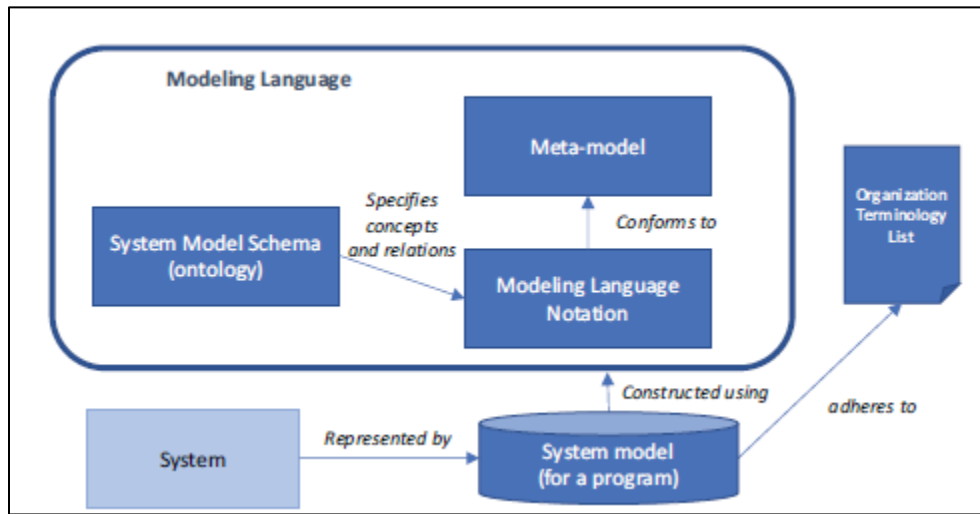 Modeling Language
Meta-model
Organization
Terminology
List
Specifies
concepts
and relations
Conforms to
System Model Schema
(ontology)
Modeling Language
Notation
Constructed using
adheres to
Represented by
System
System model
(for a program)